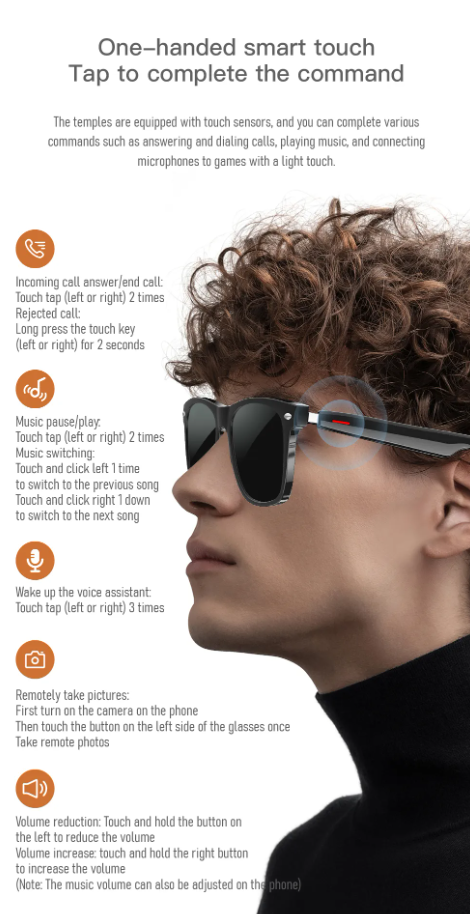 One-handed smart touch
Tap to complete the command
The temples are equipped with touch sensors, and you can complete various
commands such as answering and dialing calls, playing music, and connecting
microphones to games with a light touch.
Incoming call answer/end call:
Touch tap (left or right) 2 times
Rejected call:
Long press the touch key
(left or right) for 2 seconds
Music pause/play:
Touch tap (left or right) 2 times
Music switching:
Touch and click left 1 time
to switch to the previous song
Touch and click right 1 down
to switch to the next song
Wake up the voice assistant:
Touch tap (left or right) 3 times
Remotely take pictures:
First turn on the camera on the phone
Then touch the button on the left side of the glasses once
Take remote photos
Volume reduction: Touch and hold the button on
the left to reduce the volume
Volume increase: touch and hold the right button
to increase the volume
(Note: The music volume can also be adjusted on the phone)